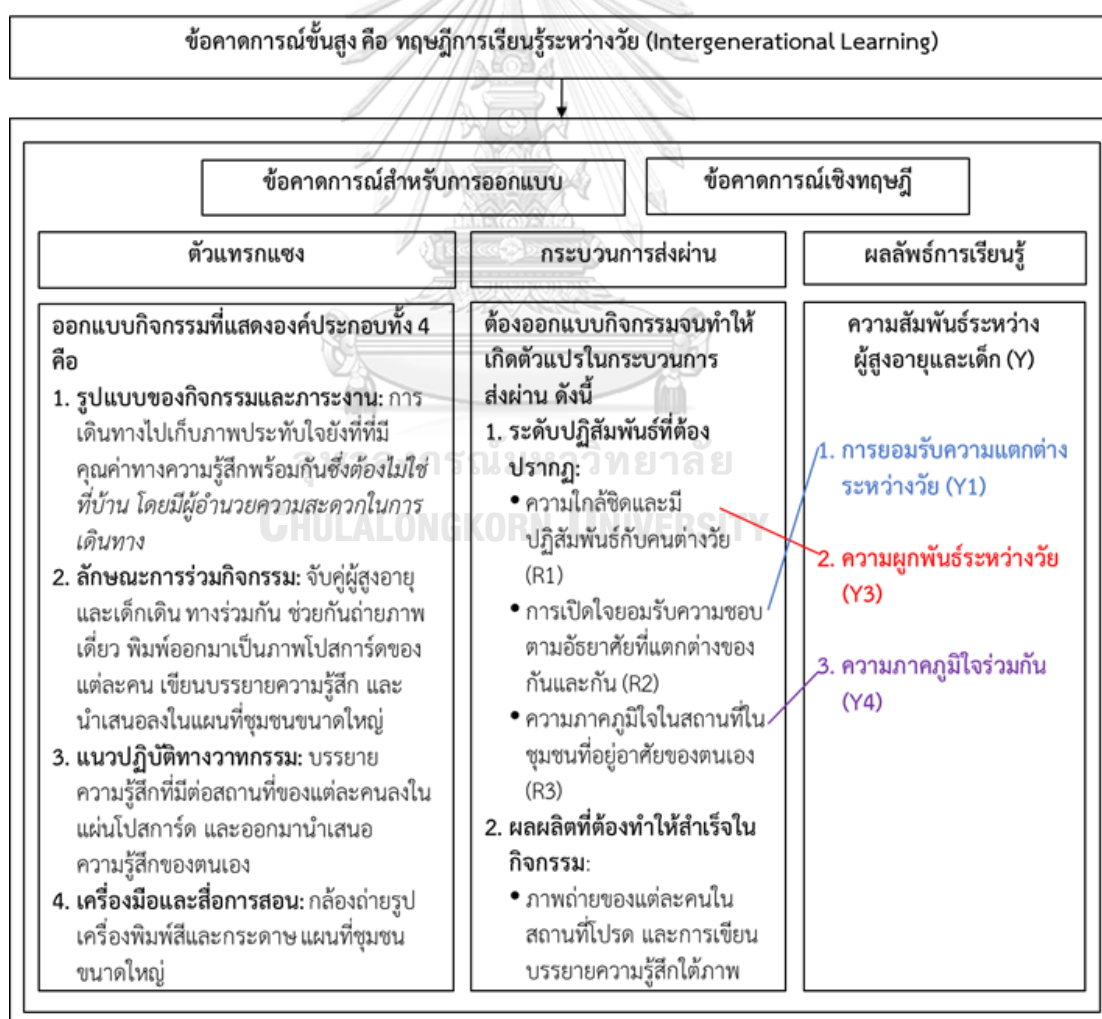 ข้อคาดการณ์ขั้นสูง คือ ทฤษฎีการเรียนรู้ระหว่างวัย (Intergenerational Learning)
ข้อคาดการณ์สำหรับการออกแบบ
ข้อคาดการณ์เชิงทฤษฎี
ตัวแทรกแซง
กระบวนการส่งผ่าน
ผลลัพธ์การเรียนรู้
ออกแบบกิจกรรมที่แสดงองค์ประกอบทั้ง 4
คือ
1. รูปแบบของกิจกรรมและภาระงาน: การ
เดินทางไปเก็บภาพประทับใจยังที่ที่มี
คุณค่าทางความรู้สึกพร้อมกันซึ่งต้องไม่ใช่
ที่บ้าน โดยมีผู้อำนวยความสะดวกในการ
เดินทาง
2. ลักษณะการร่วมกิจกรรม: จับคู่ผู้สูงอายุ
และเด็กเดิน ทางร่วมกัน ช่วยกันถ่ายภาพ
เดี่ยว พิมพ์ออกมาเป็นภาพโปสการ์ดของ
แต่ละคน เขียนบรรยายความรู้สึก และ
นำเสนอลงในแผนที่ชุมชนขนาดใหญ่
3. แนวปฏิบัติทางวาทกรรม: บรรยาย
ความรู้สึกที่มีต่อสถานที่ของแต่ละคนลงใน
แผ่นโปสการ์ด และออกมานำเสนอ
ความรู้สึกของตนเอง
4. เครื่องมือและสื่อการสอน: กล้องถ่ายรูป
เครื่องพิมพ์สีและกระดาษ แผนที่ชุมชน
ขนาดใหญ่
ต้องออกแบบกิจกรรมจนทำให้
เกิดตัวแปรในกระบวนการ
ส่งผ่าน ดังนี้
1. ระดับปฏิสัมพันธ์ที่ต้อง
ปรากฏ:
• ความใกล้ชิดและมี
ปฏิสัมพันธ์กับคนต่างวัย
(R1)
• การเปิดใจยอมรับความชอบ
ตามอัธยาศัยที่แตกต่างของ
กันและกัน (R2)
• ความภาคภูมิใจในสถานที่ใน
ชุมชนที่อยู่อาศัยของตนเอง
(R3)
2. ผลผลิตที่ต้องทำให้สำเร็จใน
กิจกรรม:
• ภาพถ่ายของแต่ละคนใน
สถานที่โปรด และการเขียน
บรรยายความรู้สึกใต้ภาพ
ความสัมพันธ์ระหว่าง
ผู้สูงอายุและเด็ก (Y)
1. การยอมรับความแตกต่าง
ระหว่างวัย (Y1)
2. ความผูกพันธ์ระหว่างวัย
(Y3)
3. ความภาคภูมิใจร่วมกัน
(Y4)
จุฬาลงกรณ์มหาวิทยาลัย
CHULALONGKORN UNIVERSITY